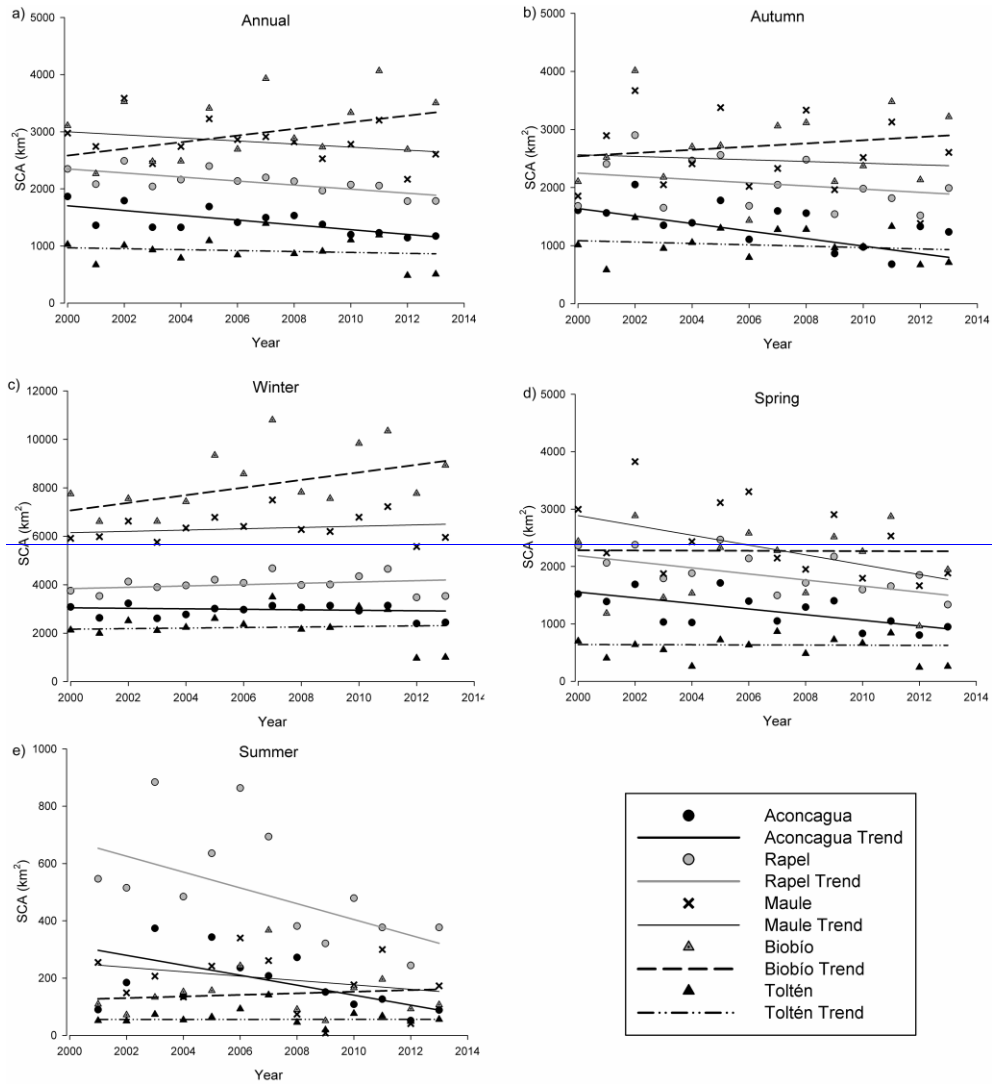 a)
Annual
SCA (km²)
6000
5000
4000
3000
2000
1000
0
2000 2002 2004 2006 2008 2010 2012 2014
Year
b)
Autumn
SCA (km²)
5000
4000
3000
2000
1000
0
2000 2002 2004 2006 2008 2010 2012 2014
Year
c)
Winter
SCA (km²)
12000
10000
8000
6000
4000
2000
0
2000 2002 2004 2006 2008 2010 2012 2014
Year
d)
Spring
SCA (km²)
5000
4000
3000
2000
1000
0
2000 2002 2004 2006 2008 2010 2012 2014
Year
e)
Summer
SCA (km²)
1000
800
600
400
200
0
2000 2002 2004 2006 2008 2010 2012 2014
Year
Aconcagua
Aconcagua Trend
Rapel
Rapel Trend
Maule
Maule Trend
Biobío
Biobío Trend
Toltén
Toltén Trend